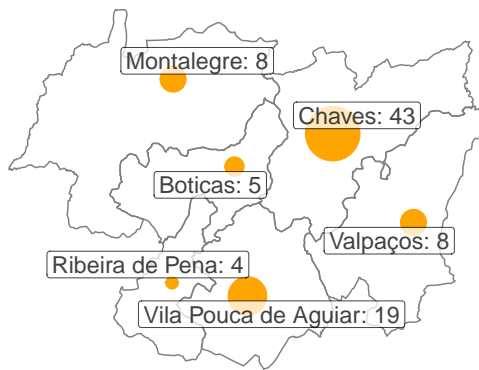 Montalegre: 8
Chaves: 43
Boticas: 5
Valpaços: 8
Ribeira de Pena: 4
Vila Pouca de Aguiar: 19